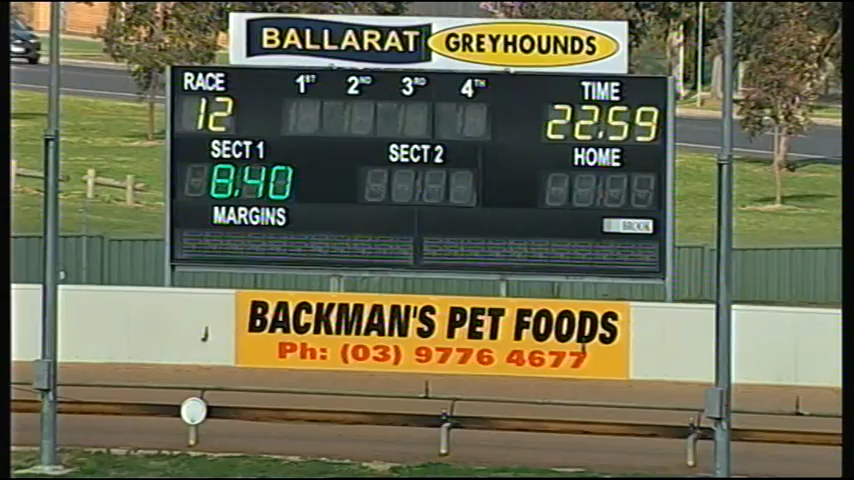 BALLARAT GREYHOUNDS
RACE 1ST 2ND 3RD 4TH TIME
12 22.59
SECT 1 SECT 2 HOME
8.40
MARGINS
BACKMAN'S PET FOODS
Ph: (03) 9776 4677